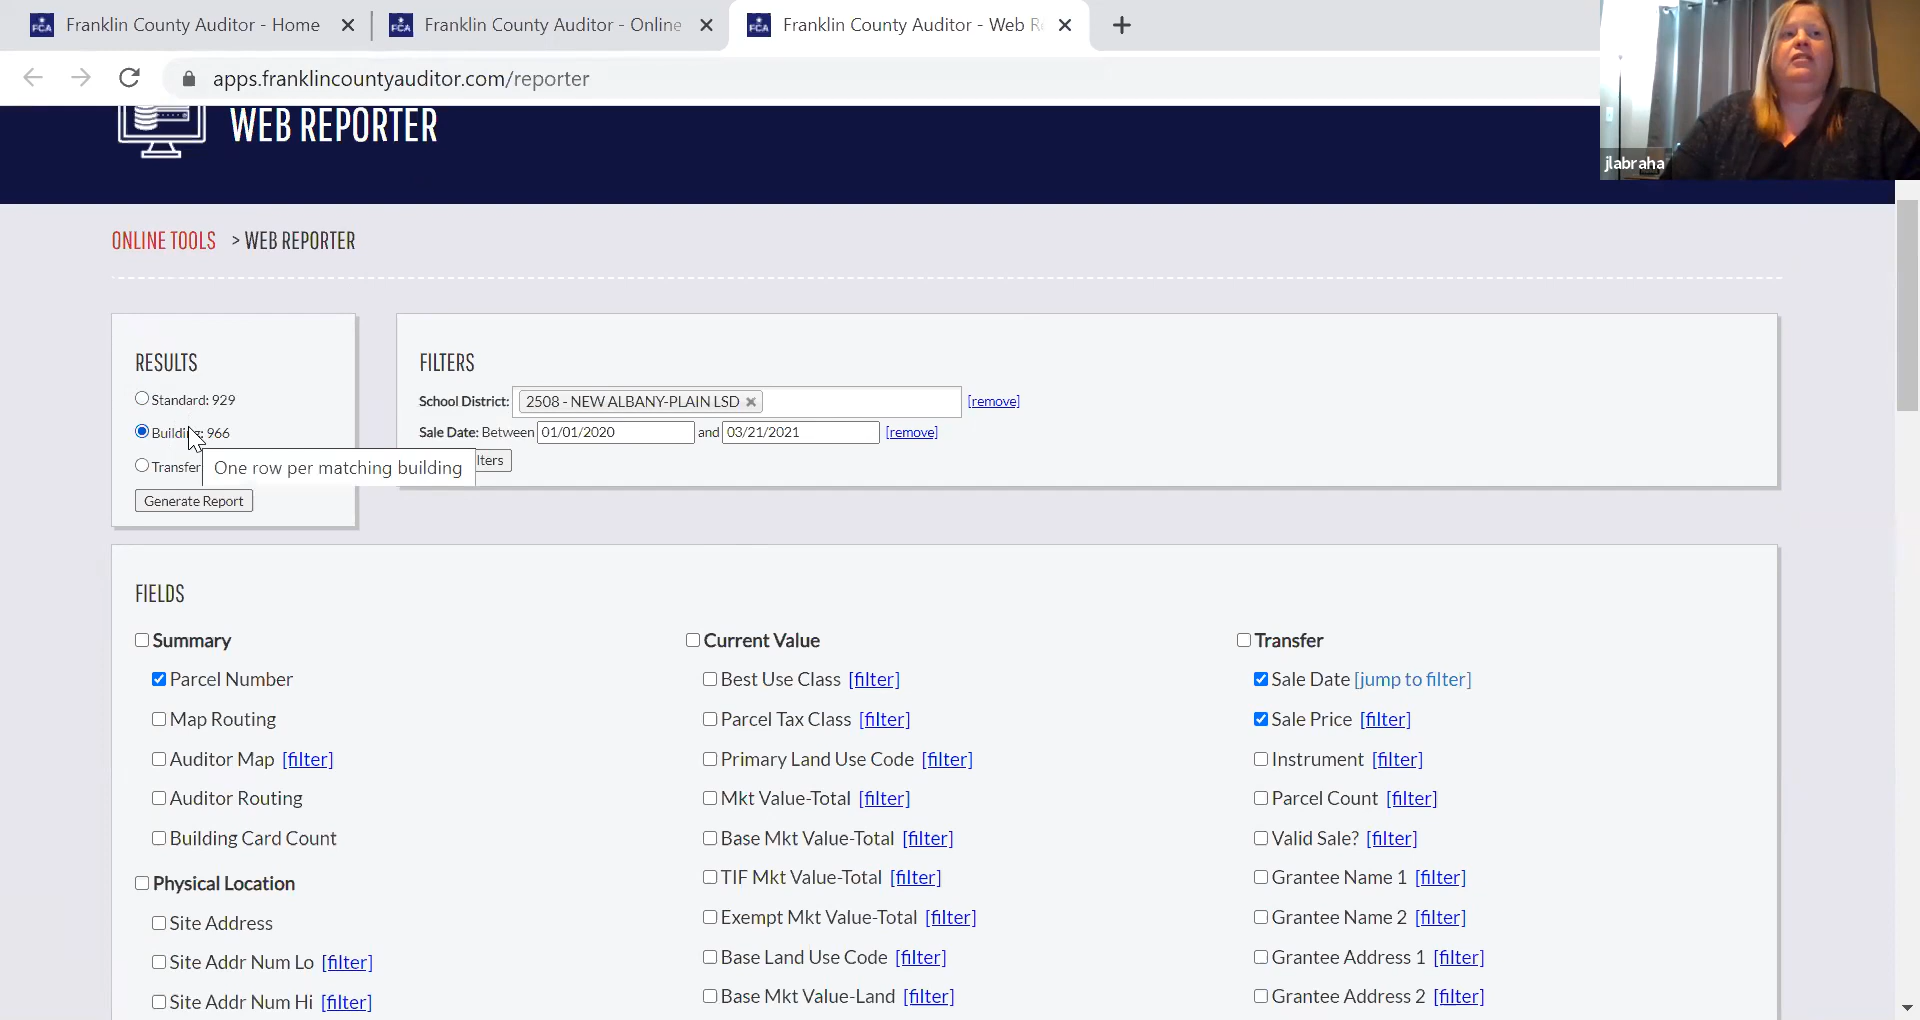 FCA Franklin County Auditor - Home
FCA Franklin County Auditor - Online
FCA Franklin County Auditor - Web R
apps.franklincountyauditor.com/reporter
jlabraha
WEB REPORTER
ONLINE TOOLS > WEB REPORTER
RESULTS
Standard: 929
Building: 966
Transfer
One row per matching building
Generate Report
FILTERS
School District: 2508 - NEW ALBANY-PLAIN LSD [remove]
Sale Date: Between 01/01/2020 and 03/21/2021 [remove]
lters
FIELDS
Summary
Parcel Number
Map Routing
Auditor Map [filter]
Auditor Routing
Building Card Count
Physical Location
Site Address
Site Addr Num Lo [filter]
Site Addr Num Hi [filter]
Current Value
Best Use Class [filter]
Parcel Tax Class [filter]
Primary Land Use Code [filter]
Mkt Value-Total [filter]
Base Mkt Value-Total [filter]
TIF Mkt Value-Total [filter]
Exempt Mkt Value-Total [filter]
Base Land Use Code [filter]
Base Mkt Value-Land [filter]
Transfer
Sale Date [jump to filter]
Sale Price [filter]
Instrument [filter]
Parcel Count [filter]
Valid Sale? [filter]
Grantee Name 1 [filter]
Grantee Name 2 [filter]
Grantee Address 1 [filter]
Grantee Address 2 [filter]